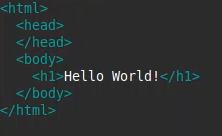 <html>
  <head>
  </head>
  <body>
    <h1>Hello World!</h1>
  </body>
</html>